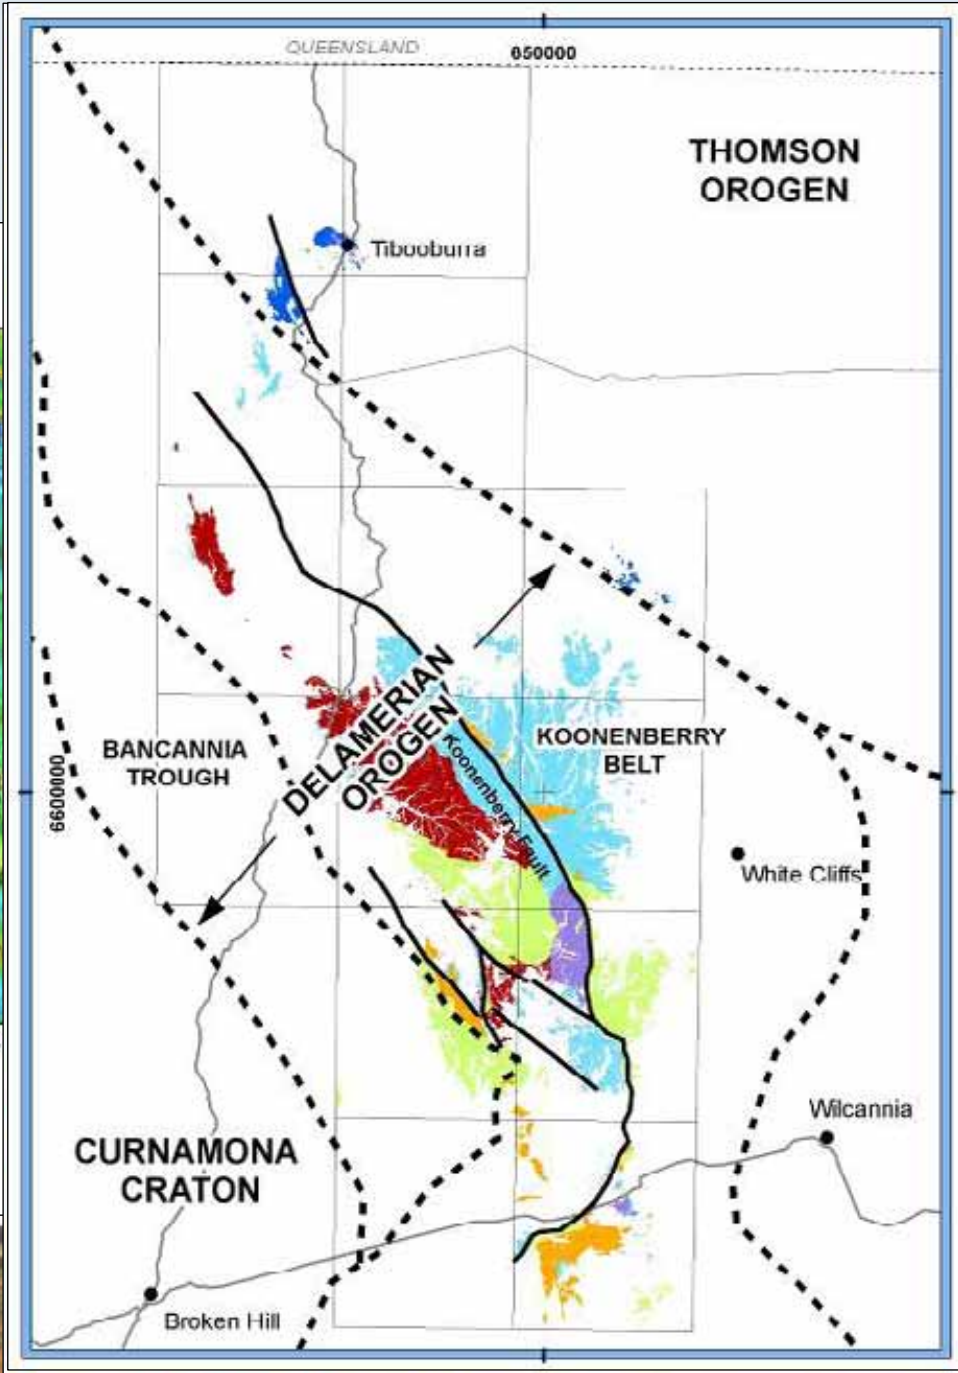 QUEENSLAND
650000
THOMSON
OROGEN
Tibooburra
DELAMERIAN
OROGEN
Koonenberry Fault
KOONENBERRY
BELT
BANCANNIA
TROUGH
6600000
White Cliffs
Wilcannia
CURNAMONA
CRATON
Broken Hill